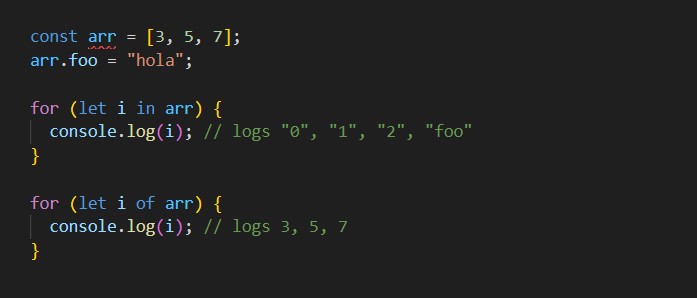 const arr = [3, 5, 7];
arr.foo = "hola";
for (let i in arr) {
console.log(i); // logs "0", "1", "2", "foo"
}
for (let i of arr) {
console.log(i); // logs 3, 5, 7
}